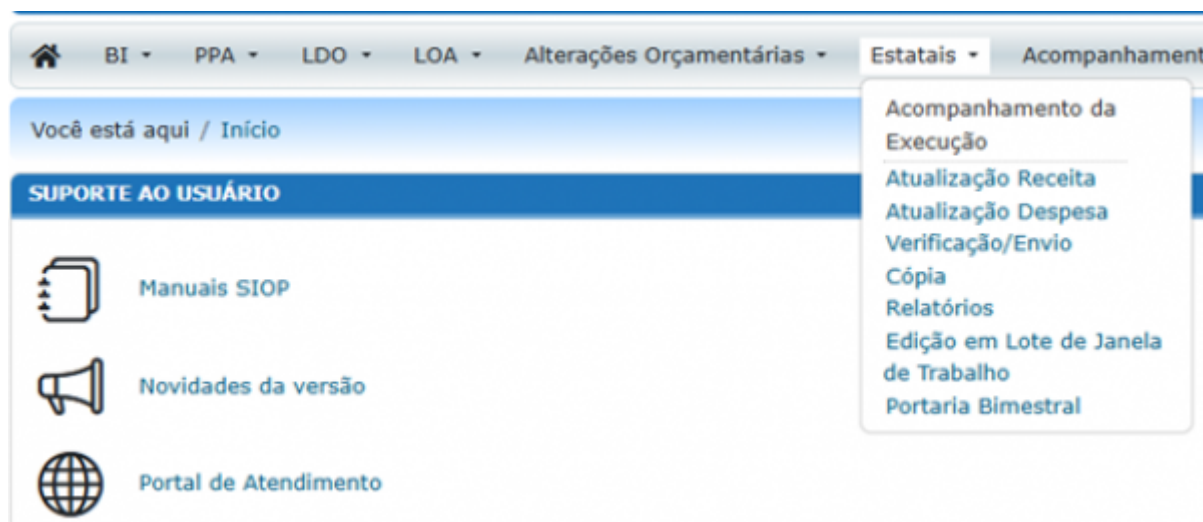 BI PPA LDO LOA Alterações Orçamentárias Estatais Acompanhament
Você está aqui / Início
SUPORTE AO USUÁRIO
Manuais SIOP
Novidades da versão
Portal de Atendimento
Acompanhamento da
Execução
Atualização Receita
Atualização Despesa
Verificação/Envio
Cópia
Relatórios
Edição em Lote de Janela
de Trabalho
Portaria Bimestral